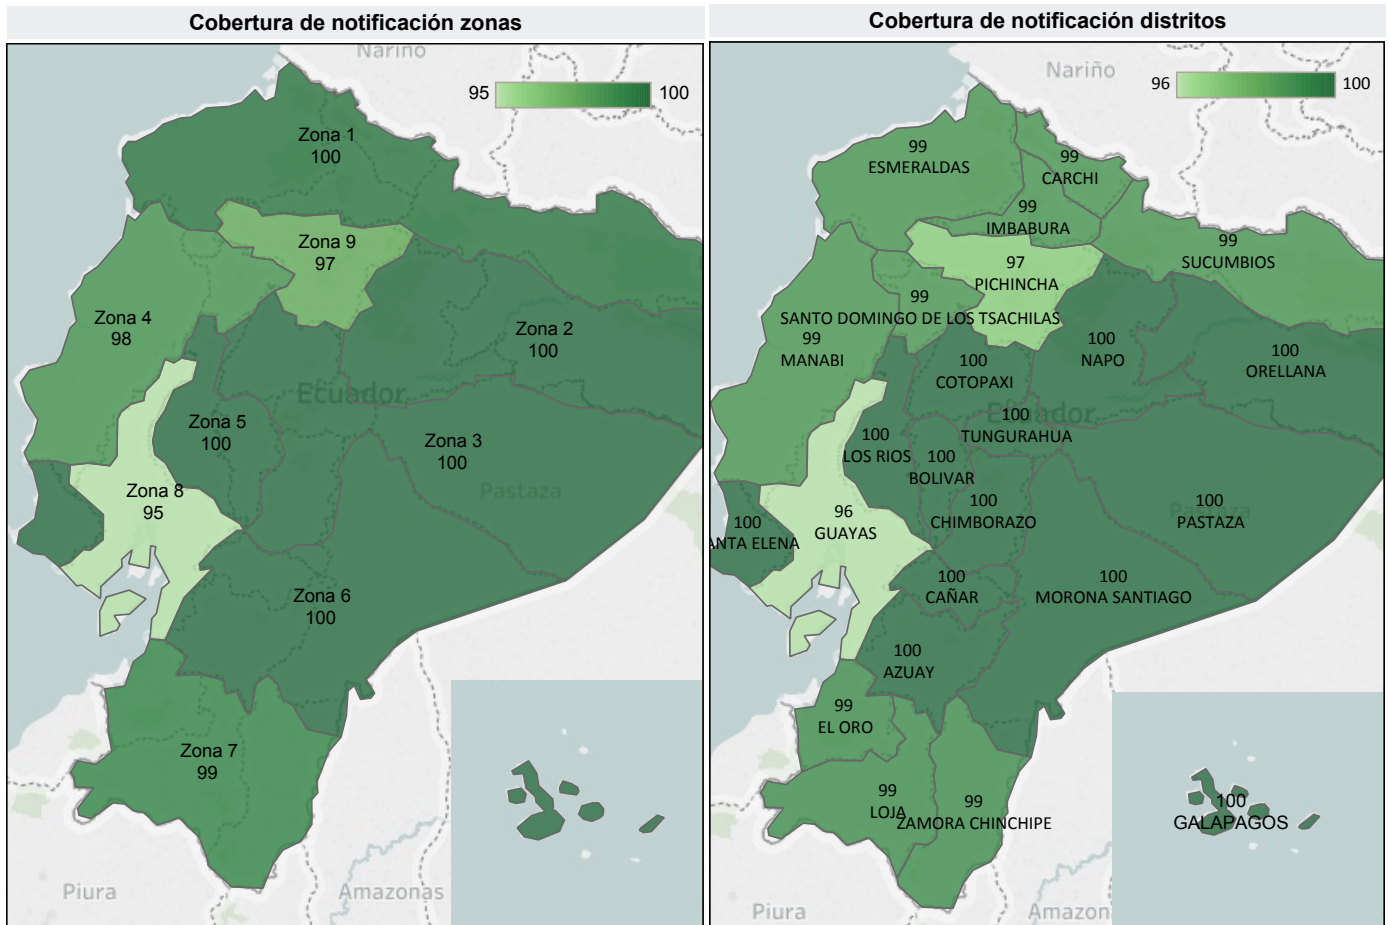 Cobertura de notificación zonas
Nariño
95
100
Zona 1
100
Zona 9
97
Zona 4
98
Zona 2
100
Ecuador
Zona 5
100
Zona 3
100
Pastaza
Zona 8
95
Zona 6
100
Zona 7
99
Piura
Amazonas
Cobertura de notificación distritos
Nariño
96
100
99
ESMERALDAS
99
CARCHI
99
IMBABURA
99
SUCUMBIOS
97
PICHINCHA
99
SANTO DOMINGO DE LOS TSACHILAS
99
MANABI
100
NAPO
100
ORELLANA
100
COTOPAXI
Ecuador
100
TUNGURAHUA
100
LOS RIOS
100
BOLIVAR
100
CHIMBORAZO
Pastaza
100
PASTAZA
96
GUAYAS
100
ANTA ELENA
100
CAÑAR
100
MORONA SANTIAGO
100
AZUAY
99
EL ORO
99
LOJA
99
ZAMORA CHINCHIPE
100
GALAPAGOS
Piura
Amazon